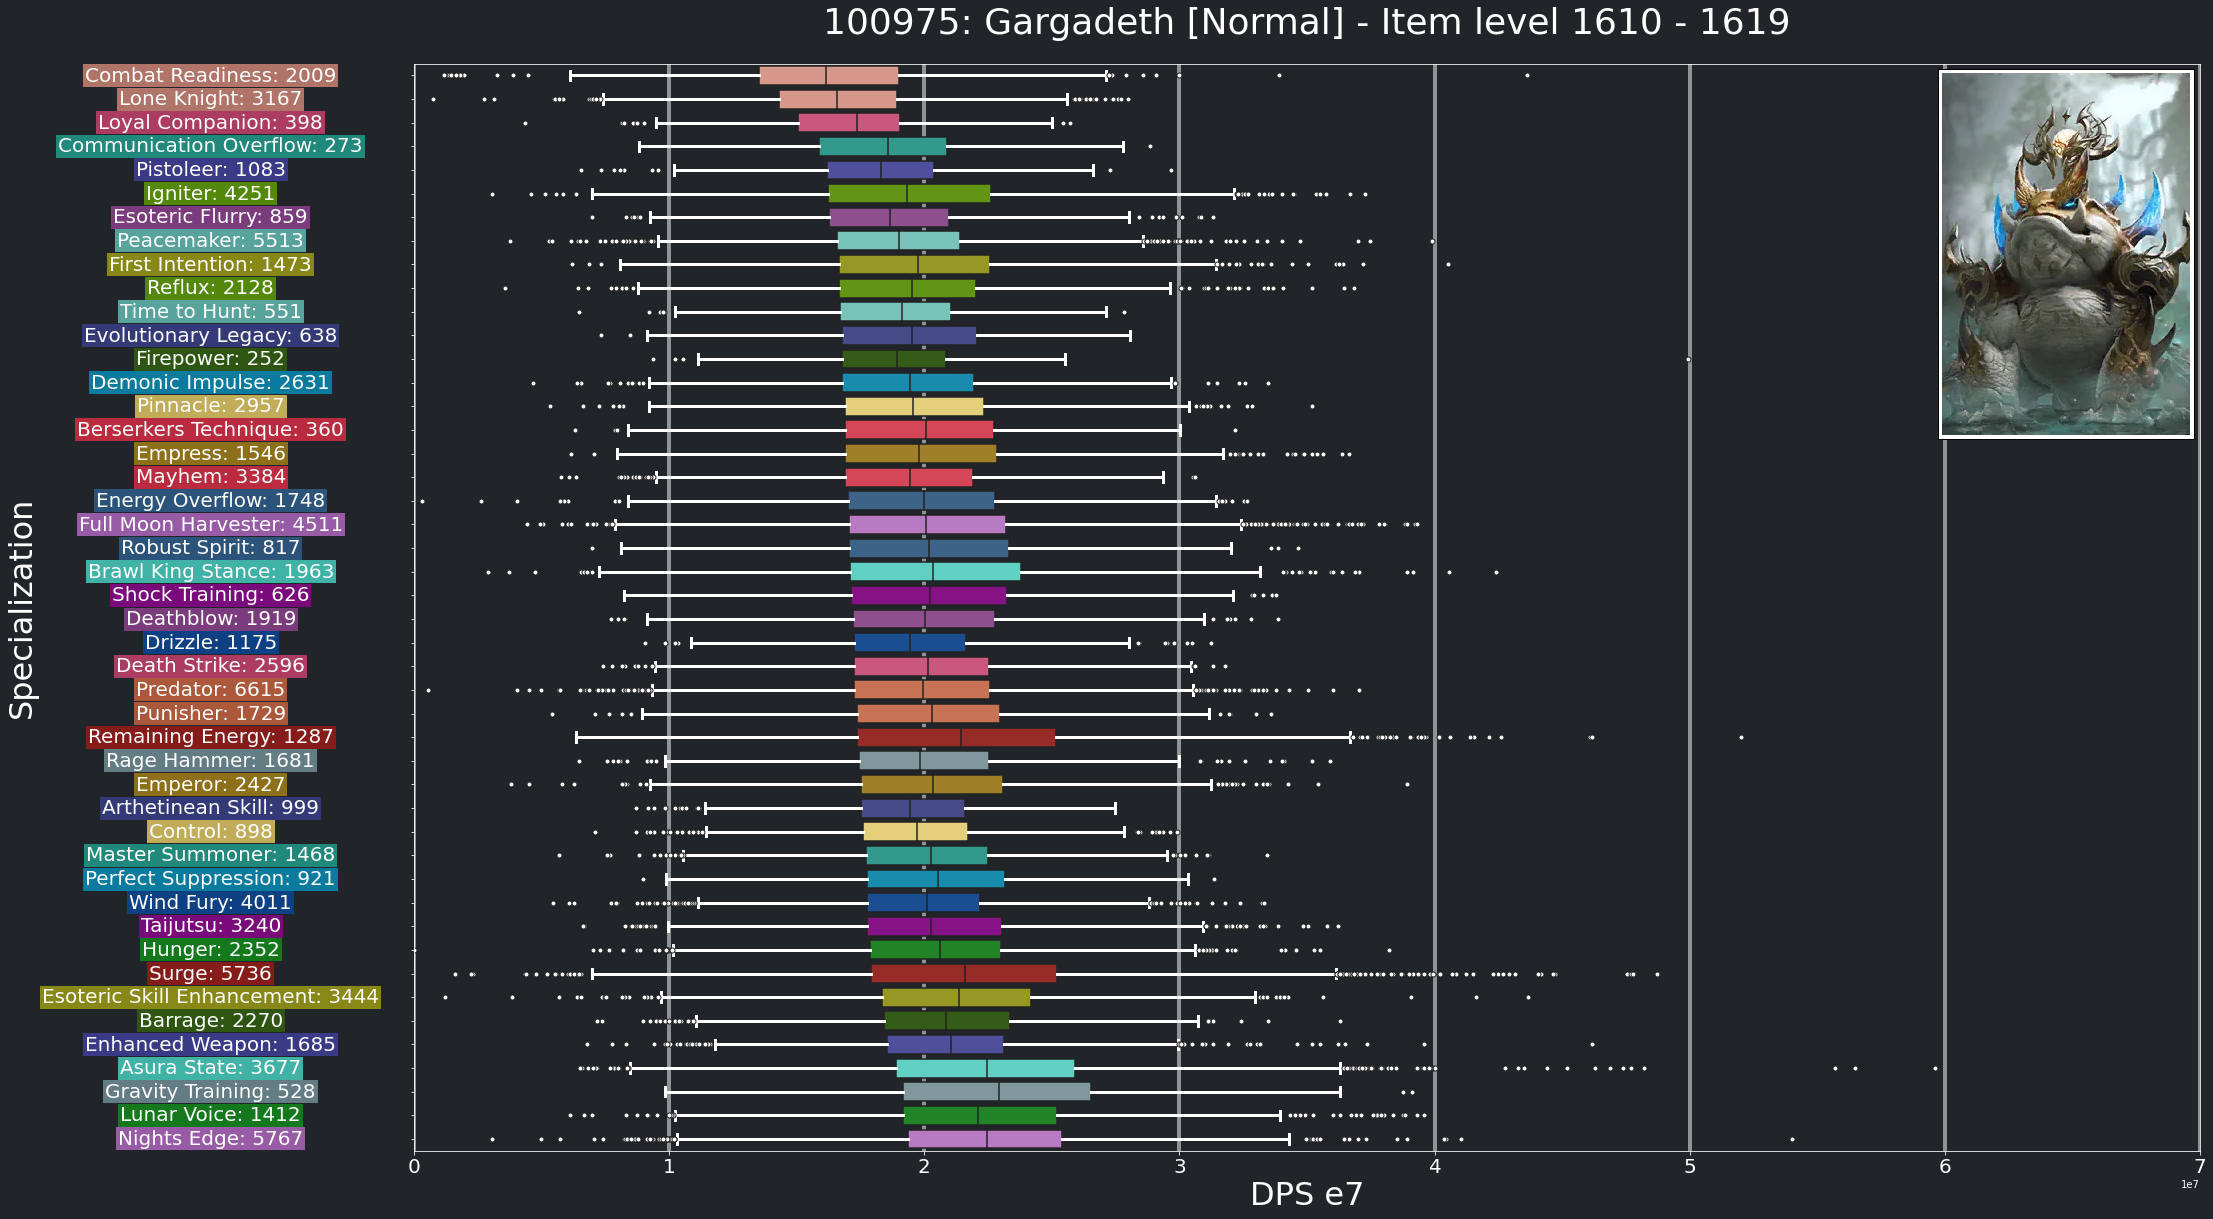 100975: Gargadeth [Normal] - Item level 1610 - 1619
Combat Readiness: 2009
Lone Knight: 3167
Loyal Companion: 398
Communication Overflow: 273
Pistoleer: 1083
Igniter: 4251
Esoteric Flurry: 859
Peacemaker: 5513
First Intention: 1473
Reflux: 2128
Time to Hunt: 551
Evolutionary Legacy: 638
Firepower: 252
Demonic Impulse: 2631
Pinnacle: 2957
Berserkers Technique: 360
Empress: 1546
Mayhem: 3384
Energy Overflow: 1748
Full Moon Harvester: 4511
Robust Spirit: 817
Brawl King Stance: 1963
Shock Training: 626
Deathblow: 1919
Drizzle: 1175
Death Strike: 2596
Predator: 6615
Punisher: 1729
Remaining Energy: 1287
Rage Hammer: 1681
Emperor: 2427
Arthetinean Skill: 999
Control: 898
Master Summoner: 1468
Perfect Suppression: 921
Wind Fury: 4011
Taijutsu: 3240
Hunger: 2352
Surge: 5736
Esoteric Skill Enhancement: 3444
Barrage: 2270
Enhanced Weapon: 1685
Asura State: 3677
Gravity Training: 528
Lunar Voice: 1412
Nights Edge: 5767
Specialization
0 1 2 3 4 5 6 7
DPS e7
1e7